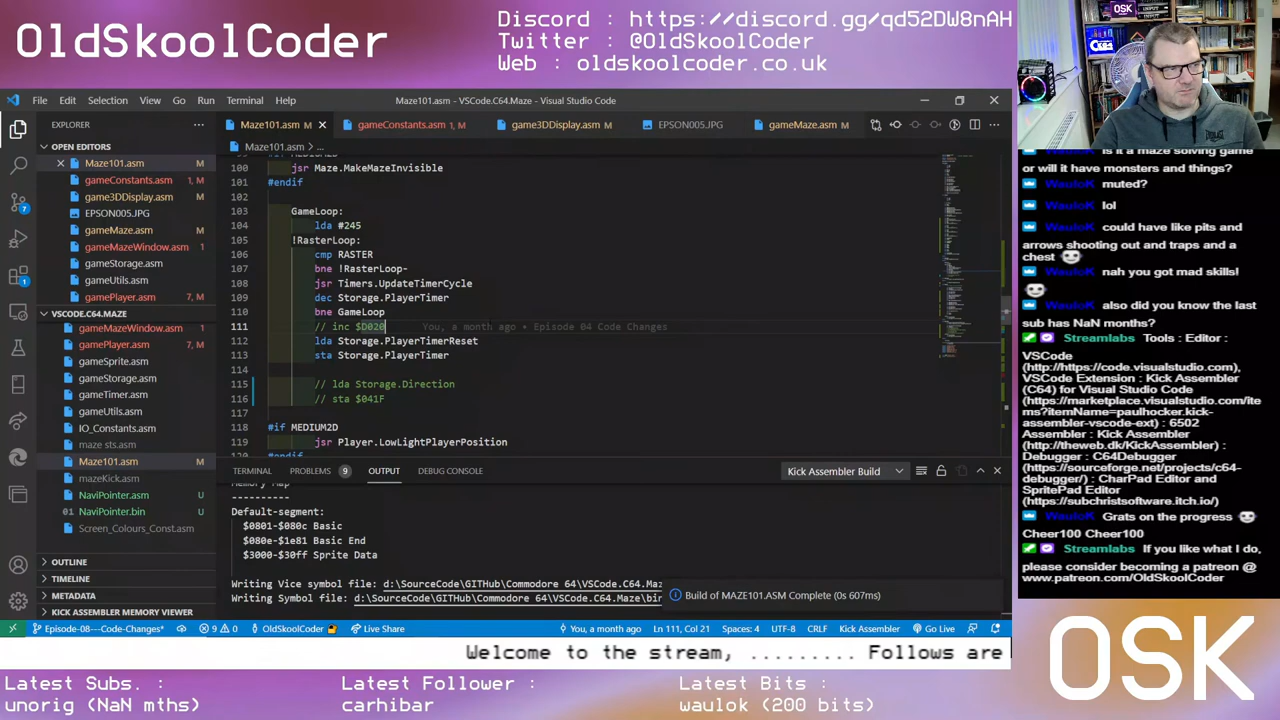 OldSkoolCoder
Discord : https://discord.gg/qd52DW8nAH
Twitter : @OldSkoolCoder
Web : oldskoolcoder.co.uk
File Edit Selection View Go Run Terminal Help
Maze101.asm - VSCode.C64.Maze - Visual Studio Code
EXPLORER
Maze101.asm M
gameConstants.asm 1, M
game3DDisplay.asm M
EPSON005.JPG
gameMaze.asm M
OPEN EDITORS
Maze101.asm M
gameConstants.asm 1, M
game3DDisplay.asm M
EPSON005.JPG
gameMaze.asm M
gameMazeWindow.asm 1
gameStorage.asm
gameUtils.asm
gamePlayer.asm 7, M
VSCODE.C64.MAZE
gameMazeWindow.asm 1
gamePlayer.asm 7, M
gameSprite.asm
gameStorage.asm
gameTimer.asm
gameUtils.asm
IO_Constants.asm
maze sts.asm
Maze101.asm M
mazeKick.asm
NaviPointer.asm U
NaviPointer.bin U
Screen_Colours_Const.asm
OUTLINE
TIMELINE
METADATA
KICK ASSEMBLER MEMORY VIEWER
Maze101.asm > ...
100 jsr Maze.MakeMazeInvisible
101 #endif
102
103 GameLoop:
104 lda #245
105 !RasterLoop:
106 cmp RASTER
107 bne !RasterLoop-
108 jsr Timers.UpdateTimerCycle
109 dec Storage.PlayerTimer
110 bne GameLoop
111 // inc $D020 You, a month ago • Episode 04 Code Changes
112 lda Storage.PlayerTimerReset
113 sta Storage.PlayerTimer
114
115 // lda Storage.Direction
116 // sta $041F
117
118 #if MEDIUM2D
119 jsr Player.LowLightPlayerPosition
TERMINAL PROBLEMS 9 OUTPUT DEBUG CONSOLE
Kick Assembler Build
Memory Map
----------
Default-segment:
$0801-$080c Basic
$080e-$1e81 Basic End
$3000-$30ff Sprite Data
Writing Vice symbol file: d:\SourceCode\GITHub\Commodore 64\VSCode.C64.Maz
Writing Symbol file: d:\SourceCode\GITHub\Commodore 64\VSCode.C64.Maze\bin
Build of MAZE101.ASM Complete (0s 607ms)
Episode-08---Code-Changes* 9 0 OldSkoolCoder Live Share You, a month ago Ln 111, Col 21 Spaces: 4 UTF-8 CRLF Kick Assembler Go Live
Welcome to the stream, ......... Follows are
Latest Subs. :
unorig (NaN mths)
Latest Follower :
carhibar
Latest Bits :
waulok (200 bits)
OSK
is it a maze solving game
or will it have monsters and things?
WauloK muted?
WauloK lol
WauloK could have like pits and
arrows shooting out and traps and a
chest
WauloK nah you got mad skills!
WauloK also did you know the last
sub has NaN months?
Streamlabs Tools : Editor :
VSCode
(http://https://code.visualstudio.com),
VSCode Extension : Kick Assembler
(C64) for Visual Studio Code
(https://marketplace.visualstudio.com/ite
ms?itemName=paulhocker.kick-
assembler-vscode-ext) : 6502
Assembler : Kick Assembler
(http://theweb.dk/KickAssembler) :
Debugger : C64Debugger
(https://sourceforge.net/projects/c64-
debugger/) : CharPad Editor and
SpritePad Editor
(https://subchristsoftware.itch.io/)
WauloK Grats on the progress
Cheer100 Cheer100
Streamlabs If you like what I do,
please consider becoming a patreon @
www.patreon.com/OldSkoolCoder